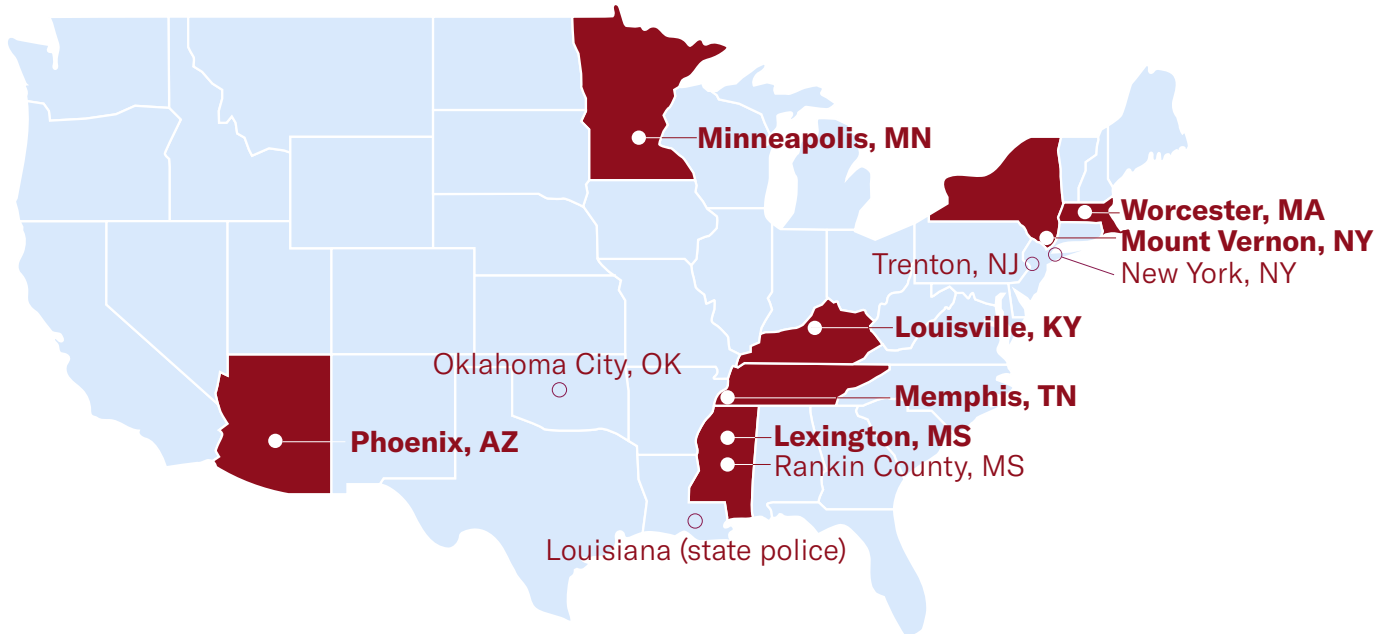 Minneapolis, MN
Worcester, MA
Mount Vernon, NY
Trenton, NJ
New York, NY
Louisville, KY
Oklahoma City, OK
Memphis, TN
Phoenix, AZ
Lexington, MS
Rankin County, MS
Louisiana (state police)